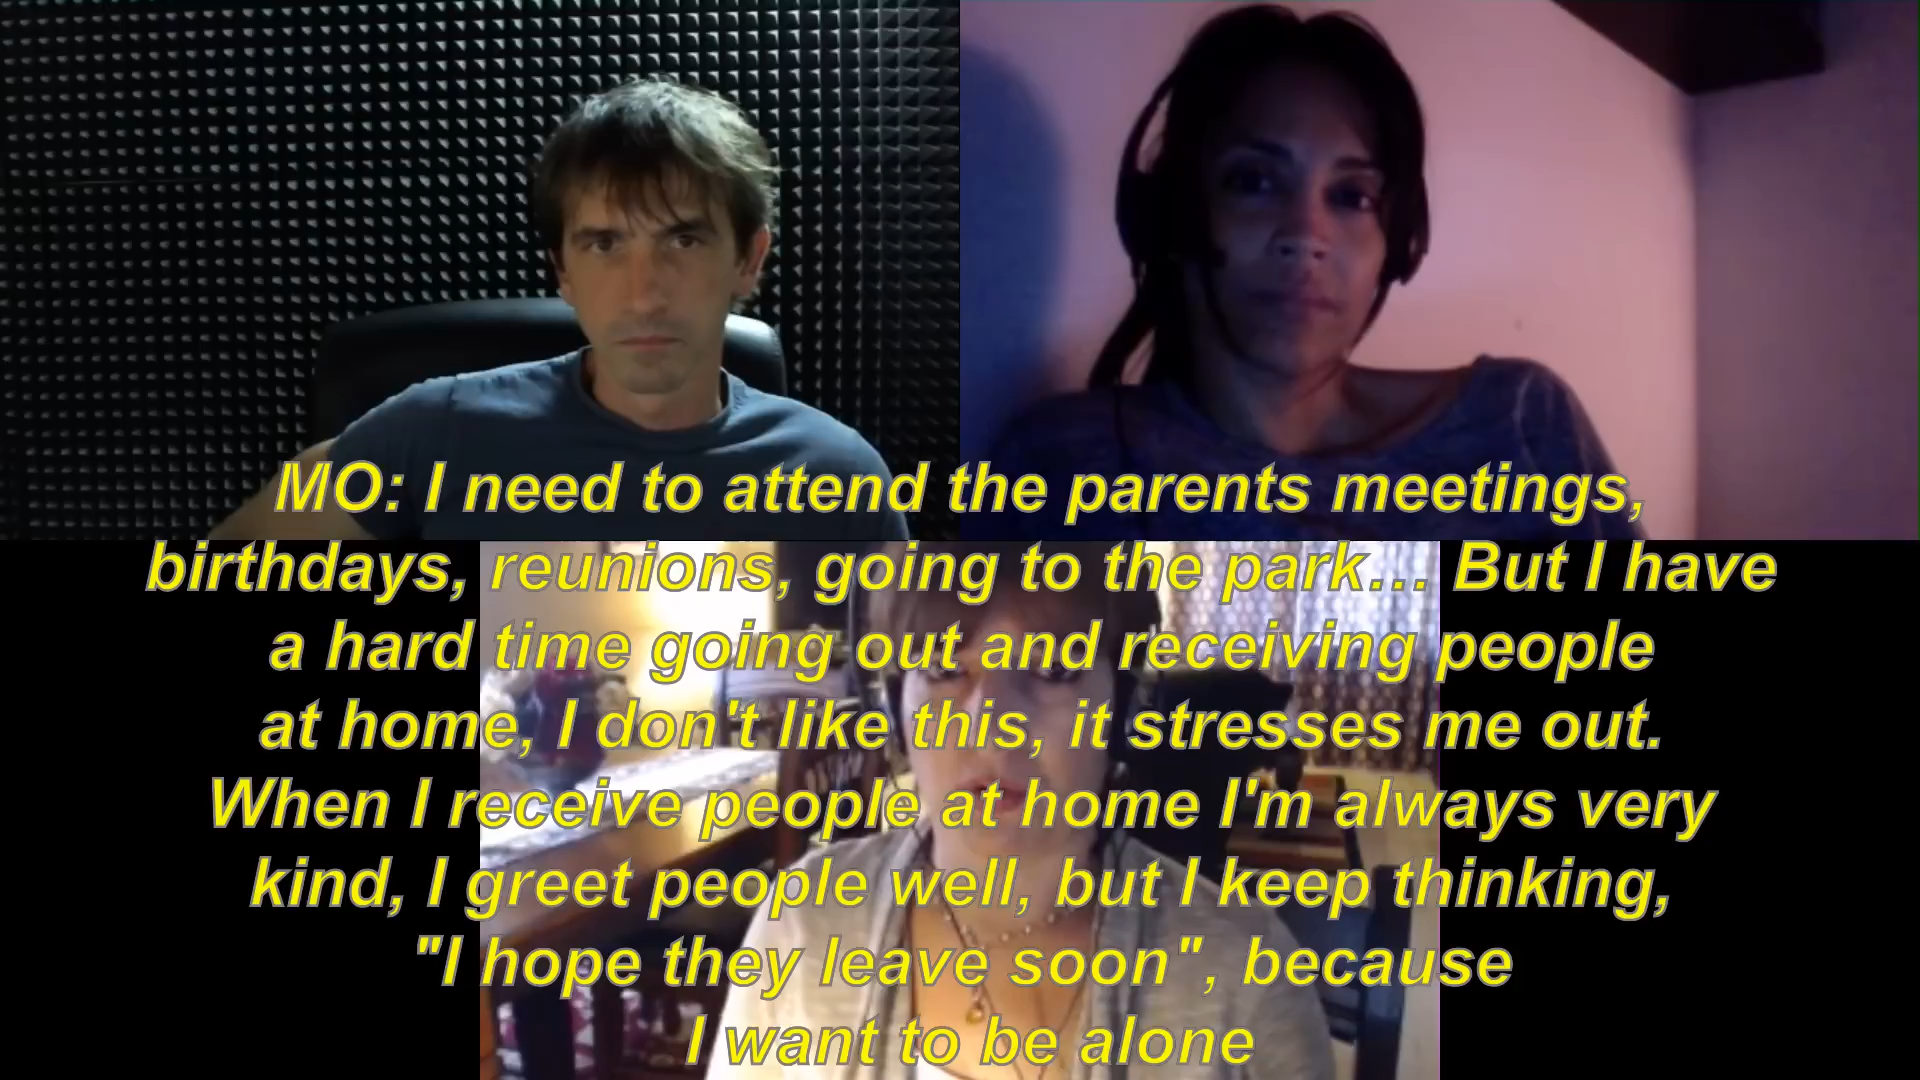 MO: I need to attend the parents meetings,
birthdays, reunions, going to the park... But I have
a hard time going out and receiving people
at home, I don't like this, it stresses me out.
When I receive people at home I'm always very
kind, I greet people well, but I keep thinking,
"I hope they leave soon", because
I want to be alone